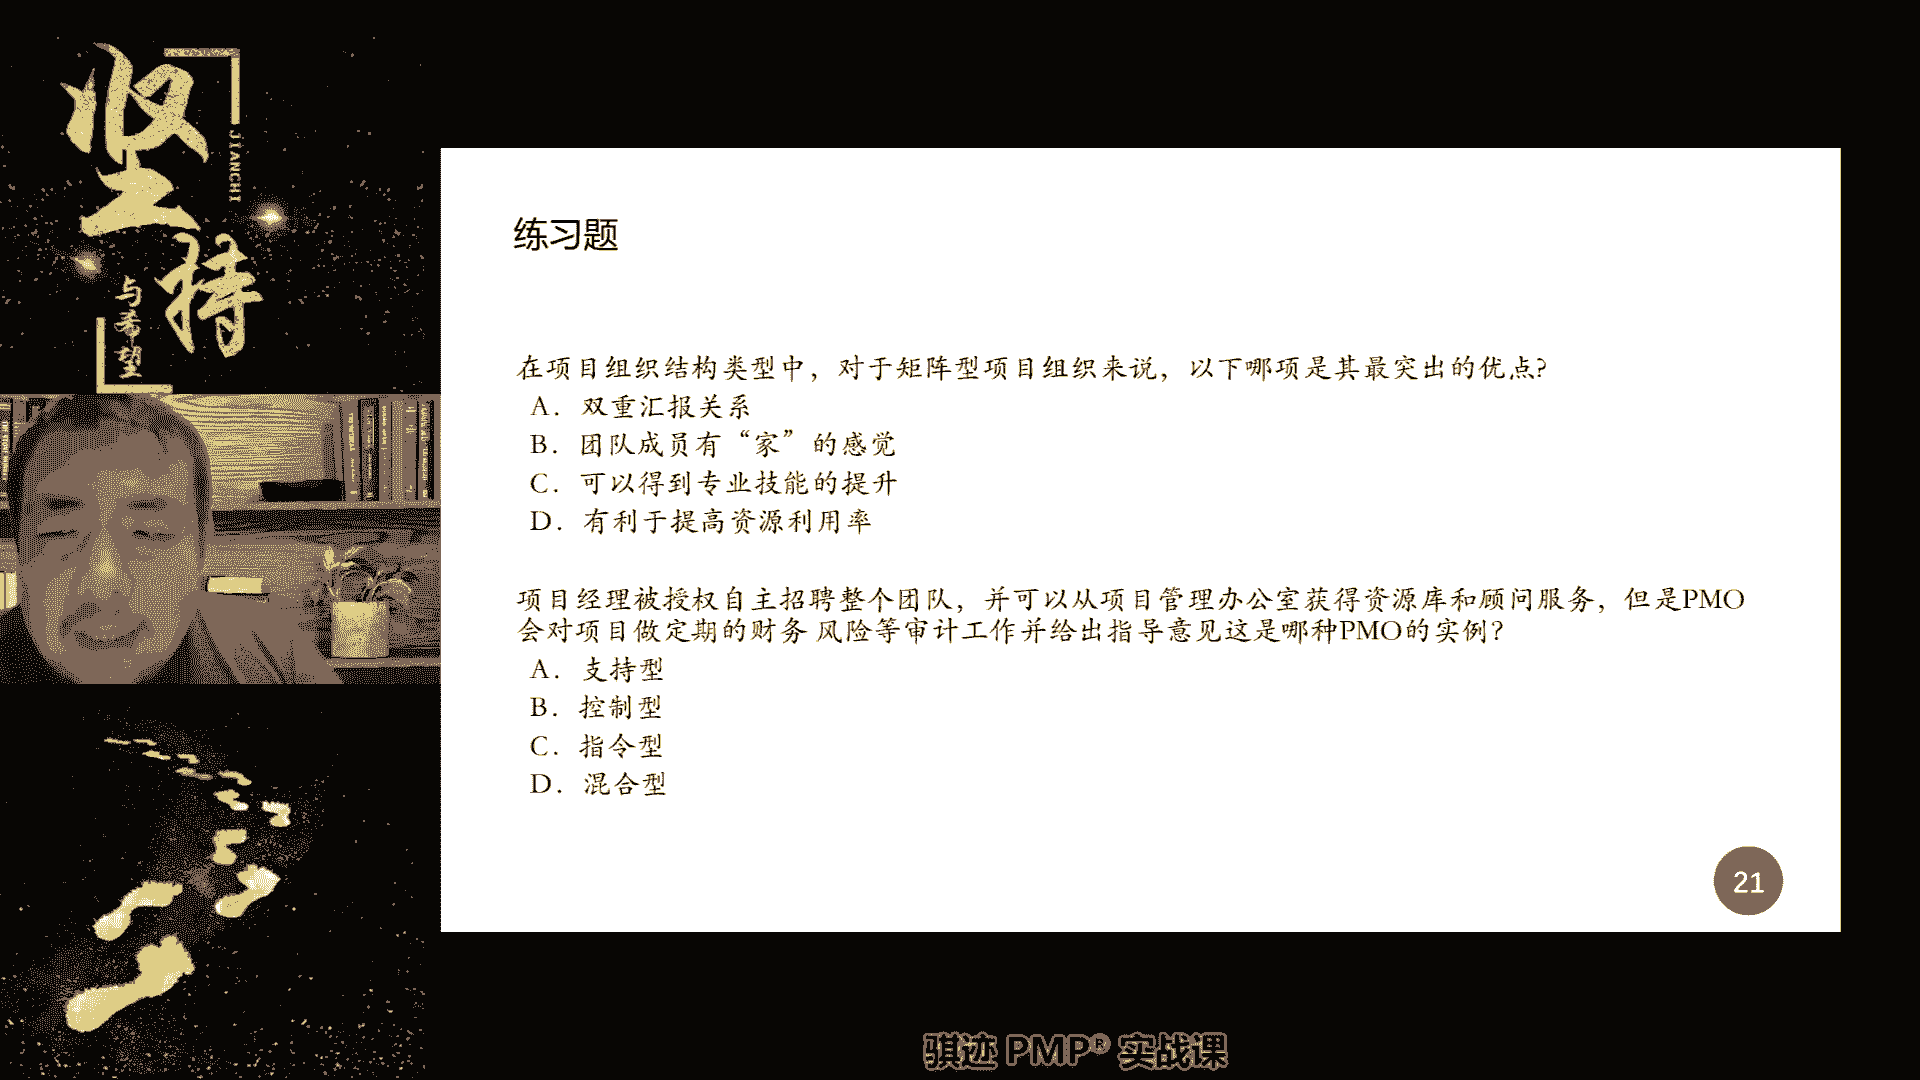 坚持
JIANCHI
与希望
练习题
在项目组织结构类型中，对于矩阵型项目组织来说，以下哪项是其最突出的优点?
A. 双重汇报关系
B. 团队成员有“家”的感觉
C. 可以得到专业技能的提升
D. 有利于提高资源利用率
项目经理被授权自主招聘整个团队，并可以从项目管理办公室获得资源库和顾问服务，但是PMO
会对项目做定期的财务 风险等审计工作并给出指导意见这是哪种PMO的实例?
A. 支持型
B. 控制型
C. 指令型
D. 混合型
21
骐迹 PMP® 实战课